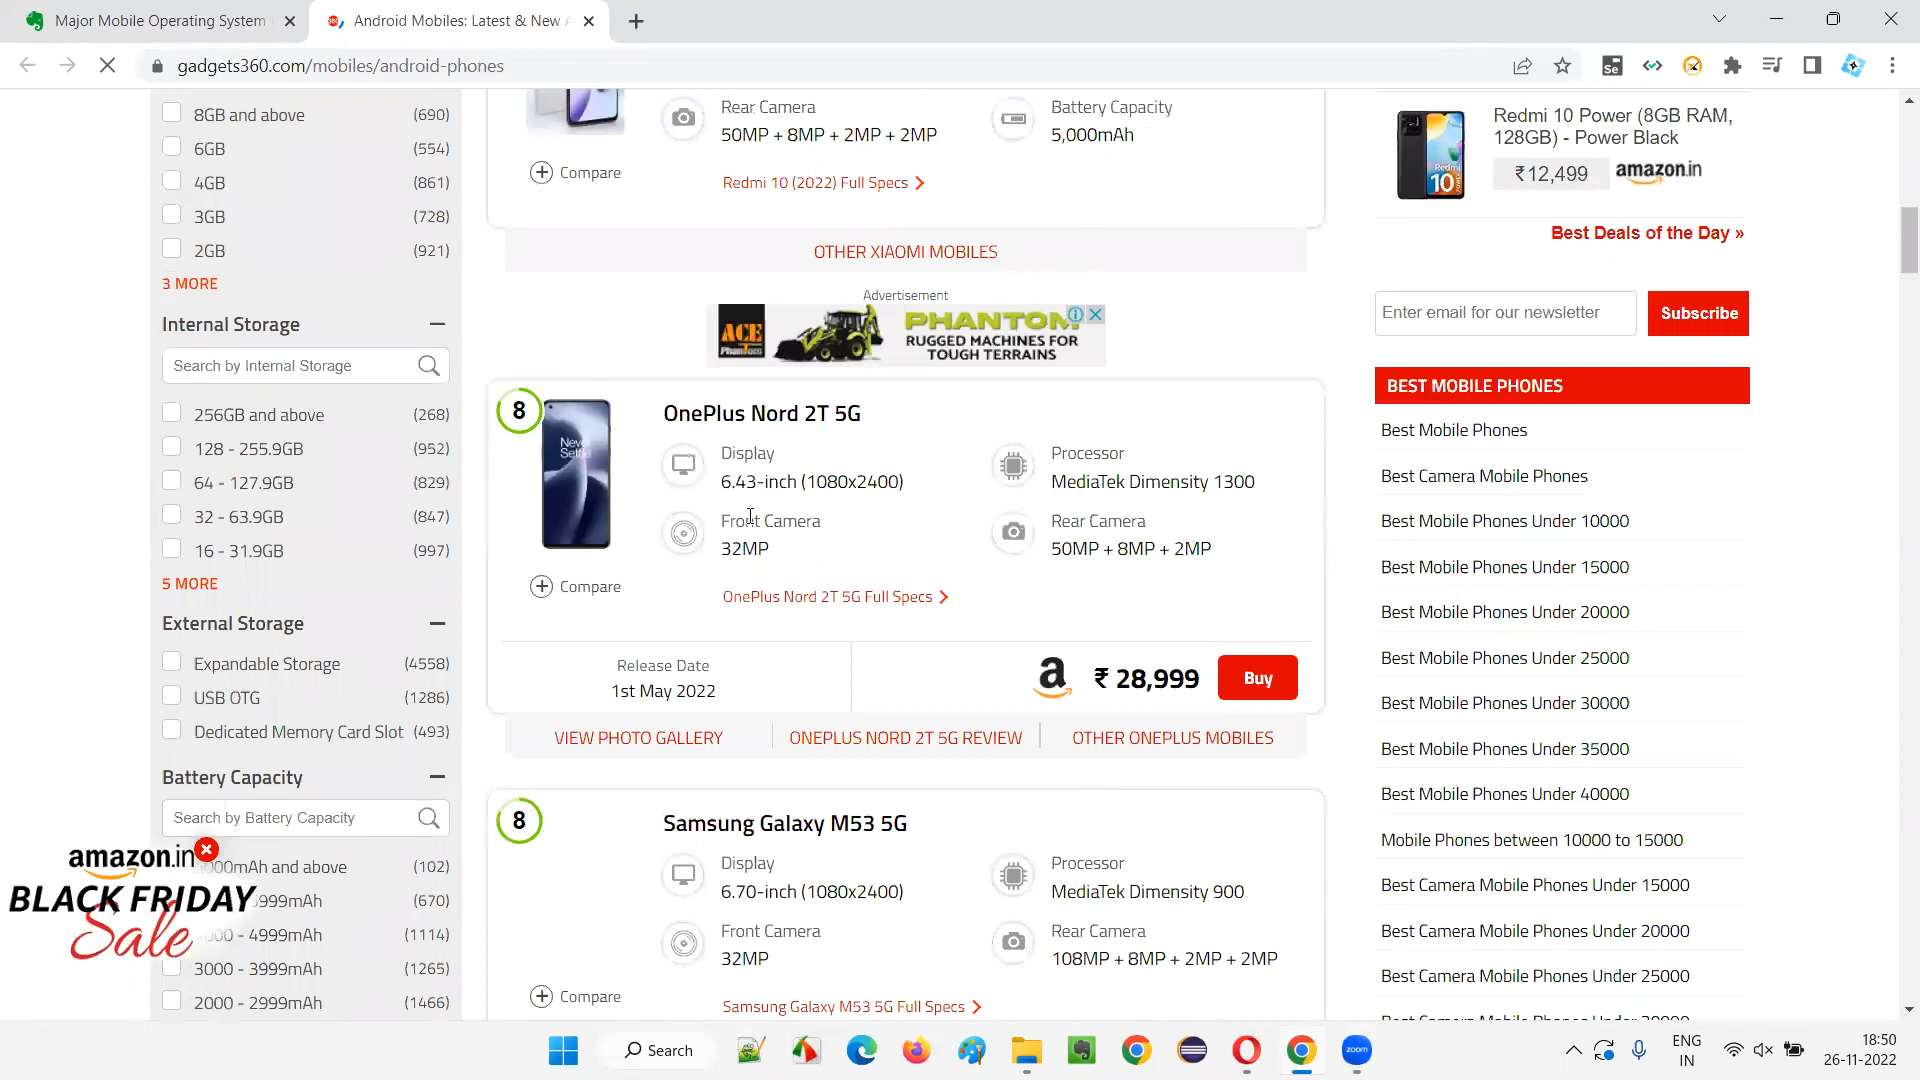 Major Mobile Operating System
Android Mobiles: Latest & New A
gadgets360.com/mobiles/android-phones
8GB and above (690)
6GB (554)
4GB (861)
3GB (728)
2GB (921)
3 MORE
Internal Storage
Search by Internal Storage
256GB and above (268)
128 - 255.9GB (952)
64 - 127.9GB (829)
32 - 63.9GB (847)
16 - 31.9GB (997)
5 MORE
External Storage
Expandable Storage (4558)
USB OTG (1286)
Dedicated Memory Card Slot (493)
Battery Capacity
Search by Battery Capacity
000mAh and above (102)
999mAh (670)
000 - 4999mAh (1114)
3000 - 3999mAh (1265)
2000 - 2999mAh (1466)
amazon.in
BLACK FRIDAY
Sale
Rear Camera
50MP + 8MP + 2MP + 2MP
Battery Capacity
5,000mAh
Compare
Redmi 10 (2022) Full Specs
OTHER XIAOMI MOBILES
Advertisement
ACE
Phantom
PHANTOM
RUGGED MACHINES FOR
TOUGH TERRAINS
8
Never
Settle
OnePlus Nord 2T 5G
Display
6.43-inch (1080x2400)
Processor
MediaTek Dimensity 1300
Front Camera
32MP
Rear Camera
50MP + 8MP + 2MP
Compare
OnePlus Nord 2T 5G Full Specs
Release Date
1st May 2022
a
₹ 28,999
Buy
VIEW PHOTO GALLERY
ONEPLUS NORD 2T 5G REVIEW
OTHER ONEPLUS MOBILES
8
Samsung Galaxy M53 5G
Display
6.70-inch (1080x2400)
Processor
MediaTek Dimensity 900
Front Camera
32MP
Rear Camera
108MP + 8MP + 2MP + 2MP
Compare
Samsung Galaxy M53 5G Full Specs
Redmi
10
Redmi 10 Power (8GB RAM,
128GB) - Power Black
₹12,499
amazon.in
Best Deals of the Day »
Enter email for our newsletter
Subscribe
BEST MOBILE PHONES
Best Mobile Phones
Best Camera Mobile Phones
Best Mobile Phones Under 10000
Best Mobile Phones Under 15000
Best Mobile Phones Under 20000
Best Mobile Phones Under 25000
Best Mobile Phones Under 30000
Best Mobile Phones Under 35000
Best Mobile Phones Under 40000
Mobile Phones between 10000 to 15000
Best Camera Mobile Phones Under 15000
Best Camera Mobile Phones Under 20000
Best Camera Mobile Phones Under 25000
Search
zoom
ENG
IN
18:50
26-11-2022